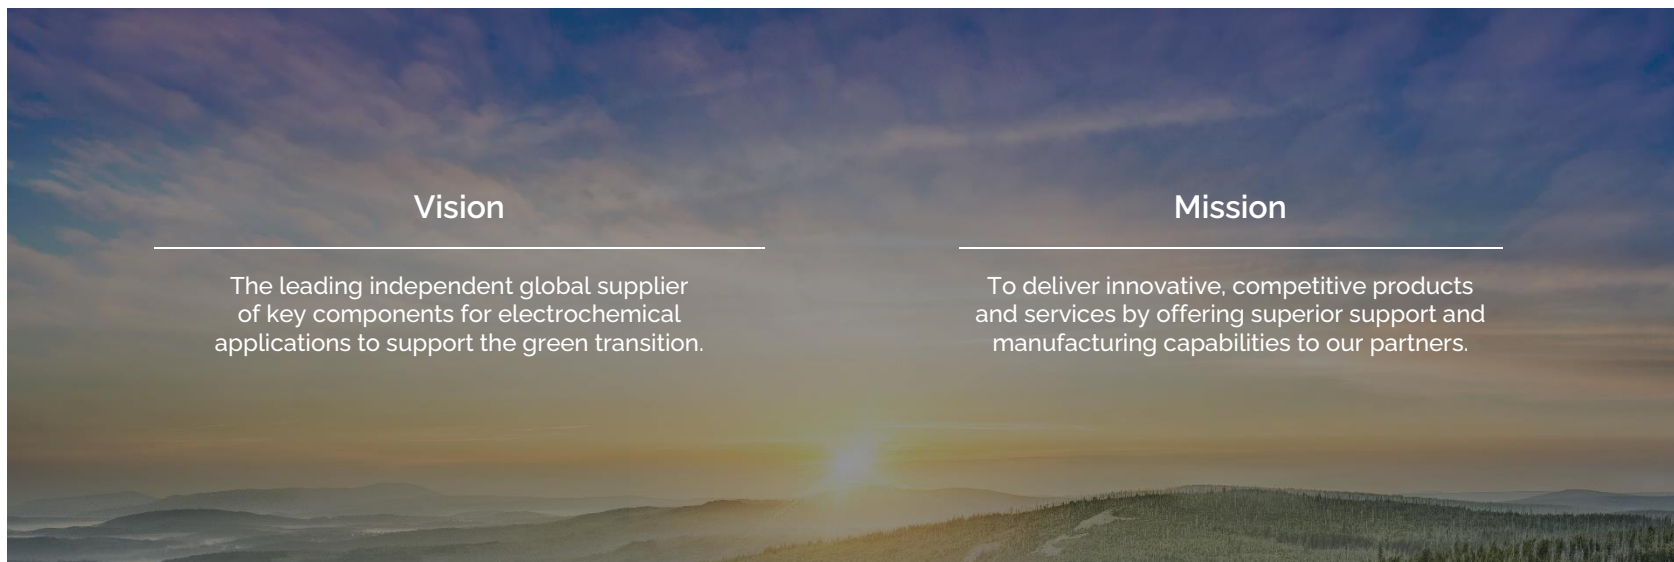 Vision
The leading independent global supplier
of key components for electrochemical
applications to support the green transition.
Mission
To deliver innovative, competitive products
and services by offering superior support and
manufacturing capabilities to our partners.